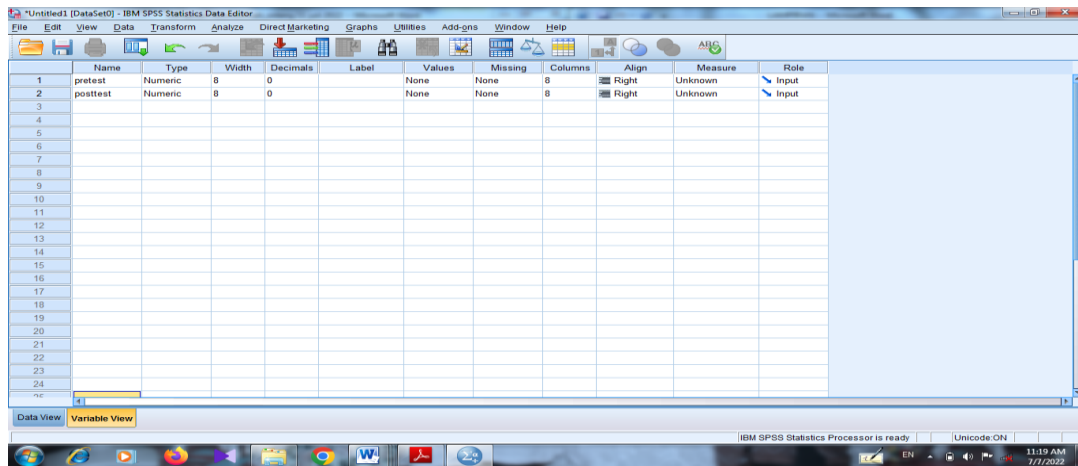 *Untitled1 [DataSet0] - IBM SPSS Statistics Data Editor
File Edit View Data Transform Analyze Direct Marketing Graphs Utilities Add-ons Window Help
Name Type Width Decimals Label Values Missing Columns Align Measure Role
1 pretest Numeric 8 0 None None 8 Right Unknown Input
2 posttest Numeric 8 0 None None 8 Right Unknown Input
3
4
5
6
7
8
9
10
11
12
13
14
15
16
17
18
19
20
21
22
23
24
Data View Variable View
IBM SPSS Statistics Processor is ready Unicode:ON
EN 11:19 AM
7/7/2022